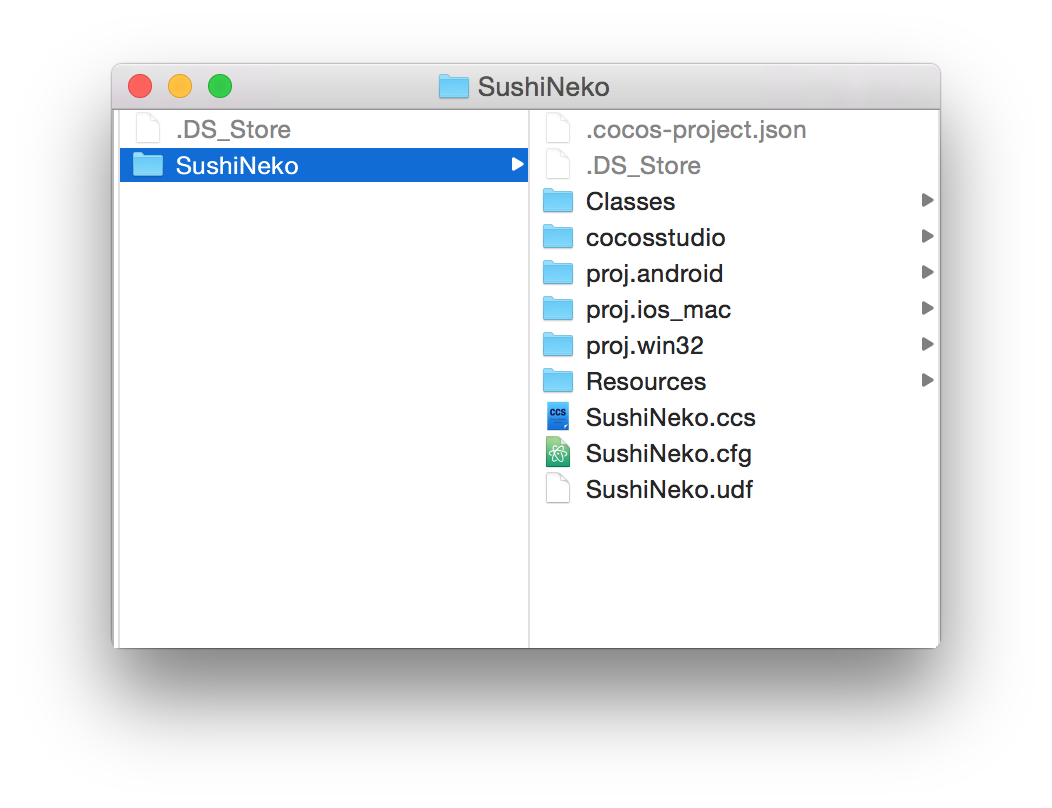 SushiNeko
.DS_Store
SushiNeko
.cocos-project.json
.DS_Store
Classes
cocosstudio
proj.android
proj.ios_mac
proj.win32
Resources
CCS
SushiNeko.ccs
SushiNeko.cfg
SushiNeko.udf